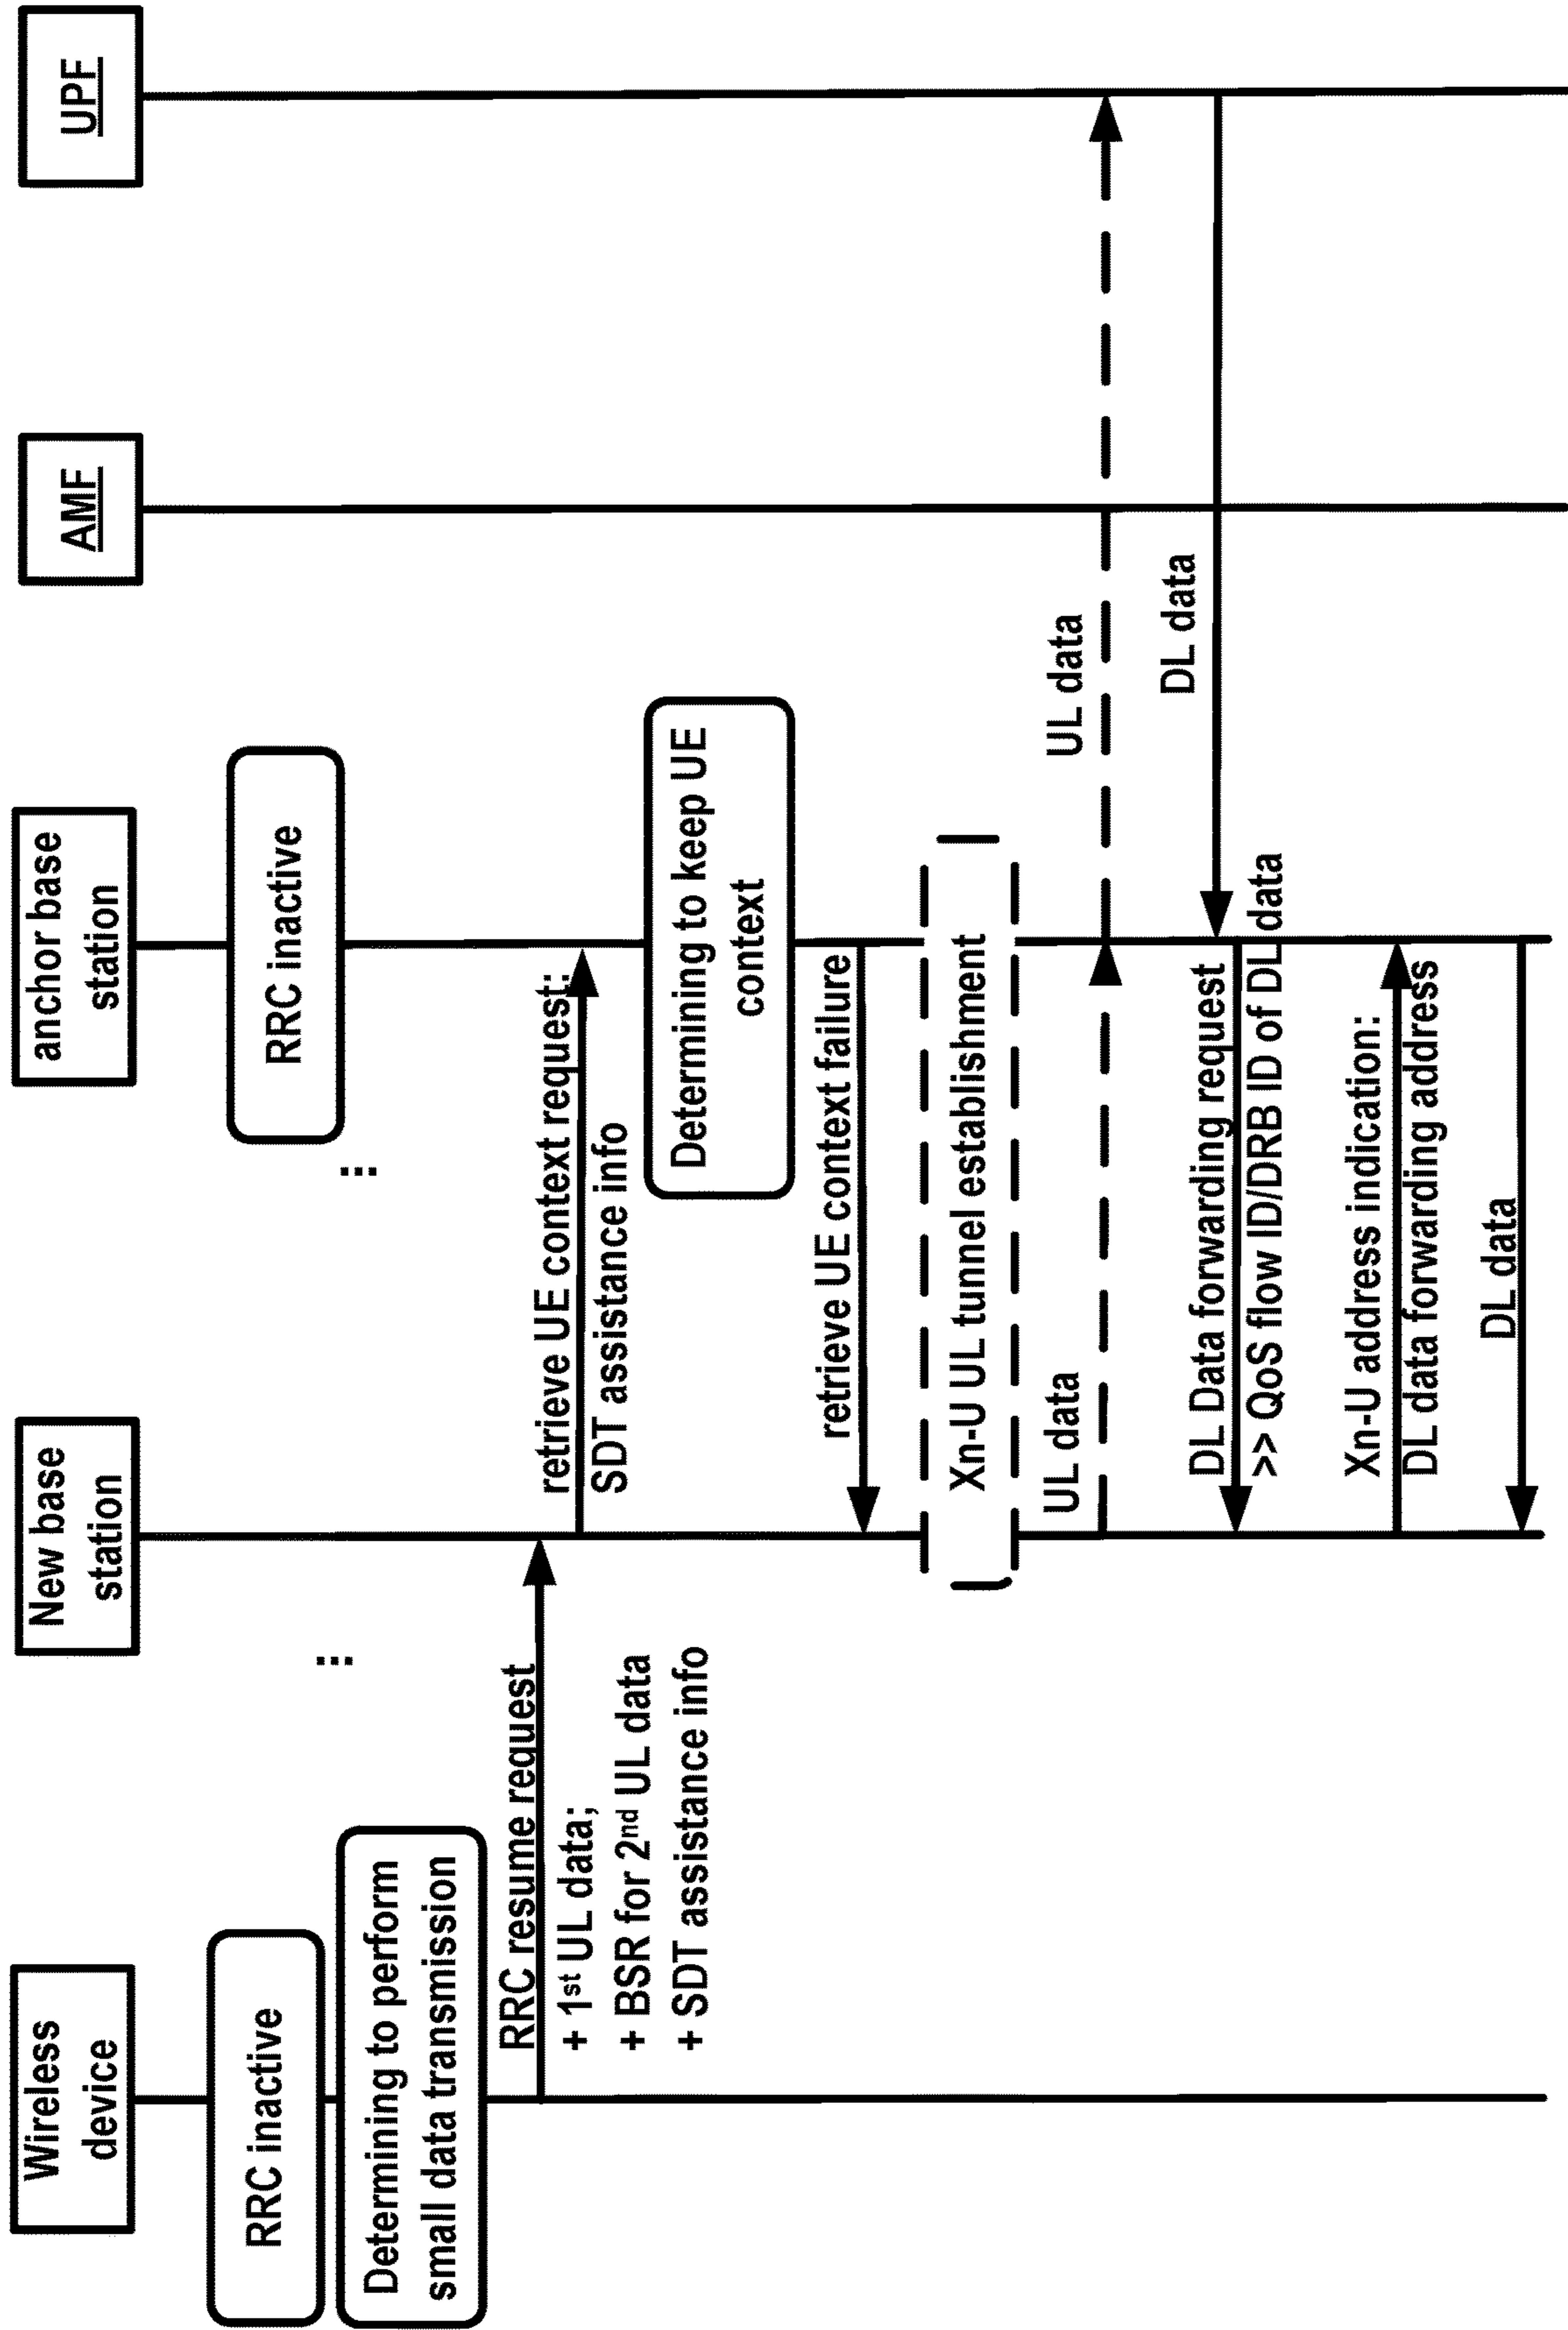 Wireless
device
New base
station
anchor base
station
AMF
UPF
RRC inactive
RRC inactive
...
...
Determining to perform
small data transmission
RRC resume request
+ 1st UL data;
+ BSR for 2nd UL data
+ SDT assistance info
retrieve UE context request:
SDT assistance info
Determining to keep UE
context
retrieve UE context failure
Xn-U UL tunnel establishment
UL data
UL data
DL data
DL Data forwarding request
>> QoS flow ID/DRB ID of DL data
Xn-U address indication:
DL data forwarding address
DL data